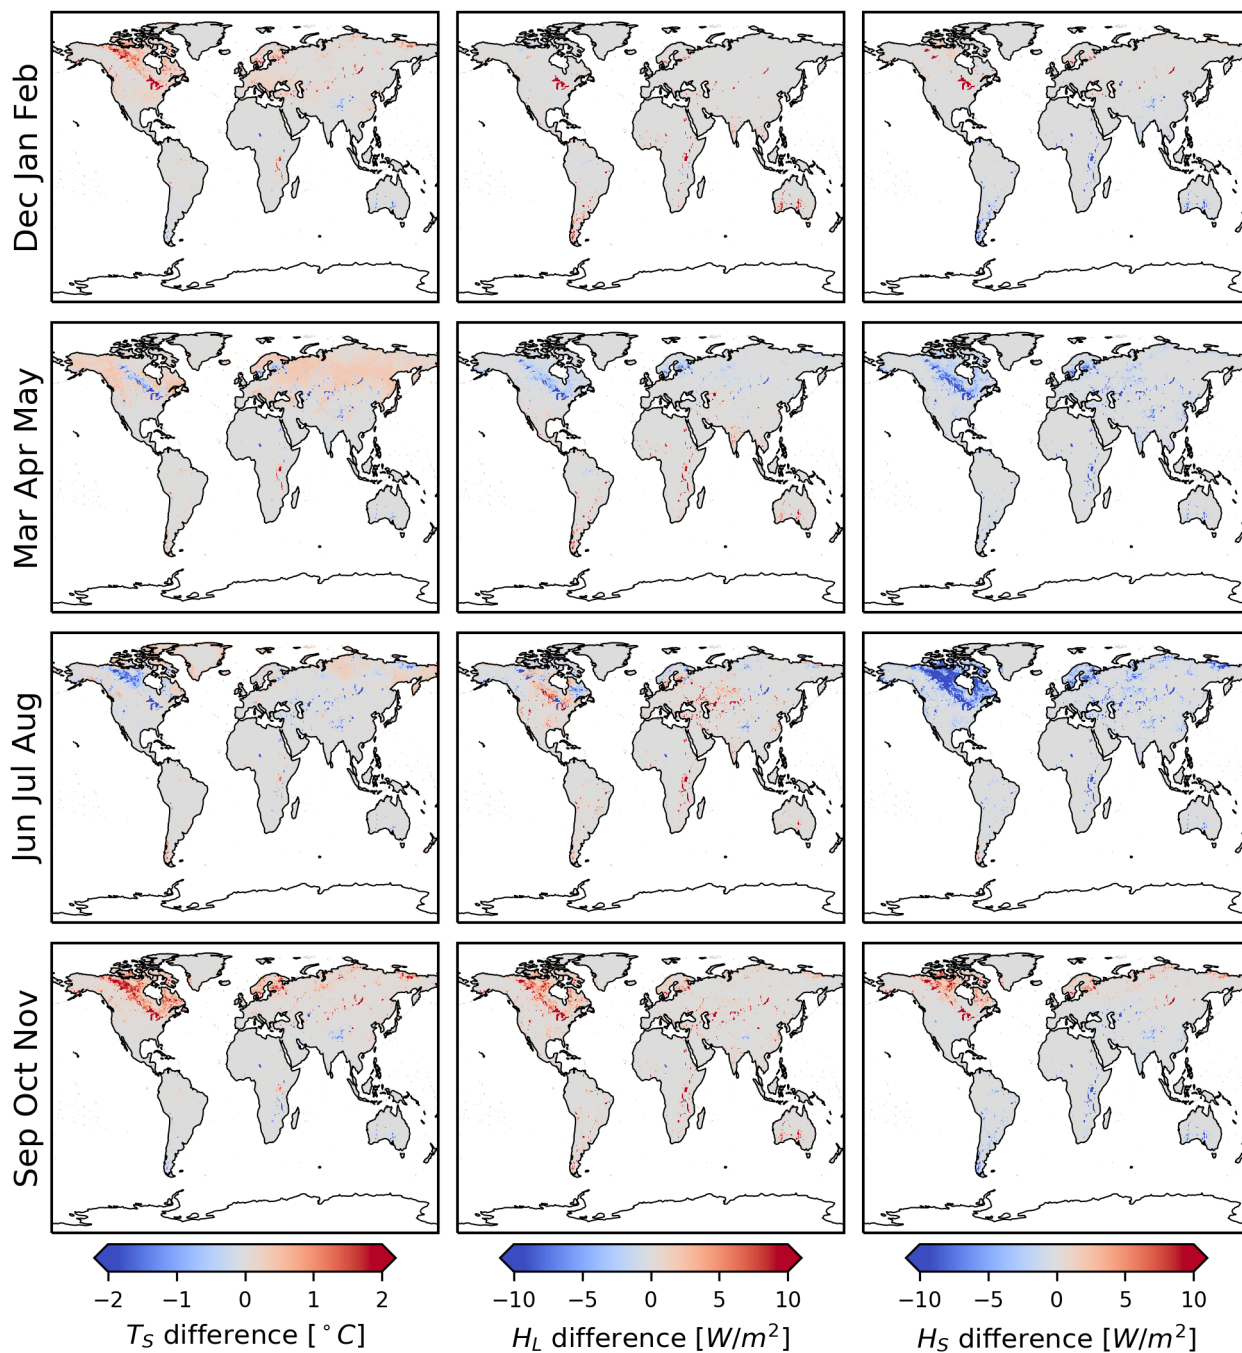 Dec Jan Feb
Mar Apr May
Jun Jul Aug
Sep Oct Nov
−2 −1 0 1 2
T_S difference [°C]
−10 −5 0 5 10
H_L difference [W/m²]
−10 −5 0 5 10
H_S difference [W/m²]